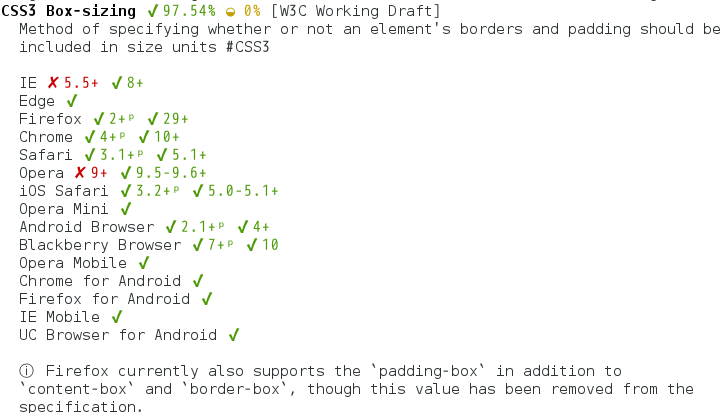 CSS3 Box-sizing ✔97.54% ◒ 0% [W3C Working Draft]
Method of specifying whether or not an element's borders and padding should be
included in size units #CSS3
IE ✘5.5+ ✔8+
Edge ✔
Firefox ✔2+ᵖ ✔29+
Chrome ✔4+ᵖ ✔10+
Safari ✔3.1+ᵖ ✔5.1+
Opera ✘9+ ✔9.5-9.6+
iOS Safari ✔3.2+ᵖ ✔5.0-5.1+
Opera Mini ✔
Android Browser ✔2.1+ᵖ ✔4+
Blackberry Browser ✔7+ᵖ ✔10
Opera Mobile ✔
Chrome for Android ✔
Firefox for Android ✔
IE Mobile ✔
UC Browser for Android ✔
ⓘ Firefox currently also supports the `padding-box` in addition to
`content-box` and `border-box`, though this value has been removed from the
specification.